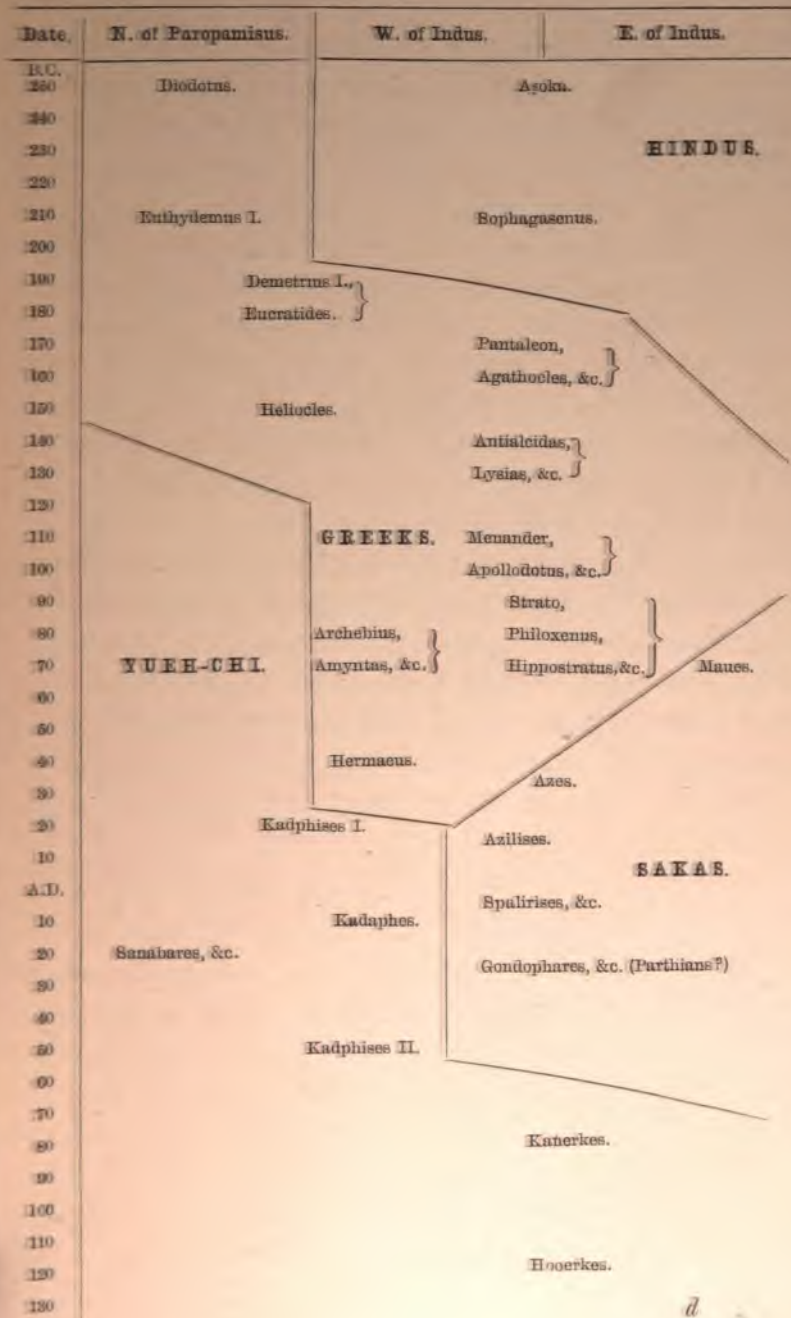 Date. N. of Paropamisus. W. of Indus. E. of Indus.
B.C.
250 Diodotus. Aşoka.
240
230 HINDUS.
220
210 Euthydemus I. Sophagasenus.
200
190 Demetrius I.,
180 Eucratides.
170 Pantaleon,
160 Agathocles, &c.
150 Heliocles.
140 Antialcidas,
130 Lysias, &c.
120
110 GREEKS. Menander,
100 Apollodotus, &c.
90 Strato,
80 Archebius, Philoxenus,
70 YUEH-CHI. Amyntas, &c. Hippostratus, &c. Maues.
60
50
40 Hermaeus.
30 Azes.
20 Kadphises I. Azilises.
10 SAKAS.
A.D. Spalirises, &c.
10 Kadaphes.
20 Sanabares, &c. Gondophares, &c. (Parthians?)
30
40
50 Kadphises II.
60
70
80 Kanerkes.
90
100
110
120 Hooerkes.
130 d